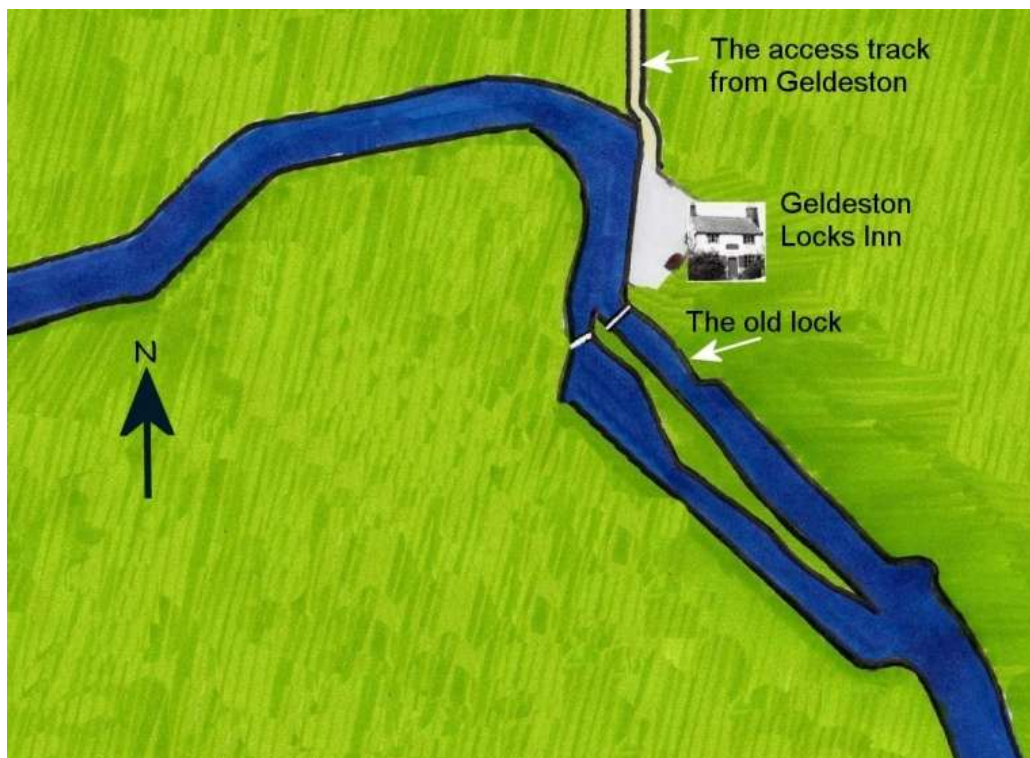 The access track
from Geldeston
Geldeston
Locks Inn
The old lock
N